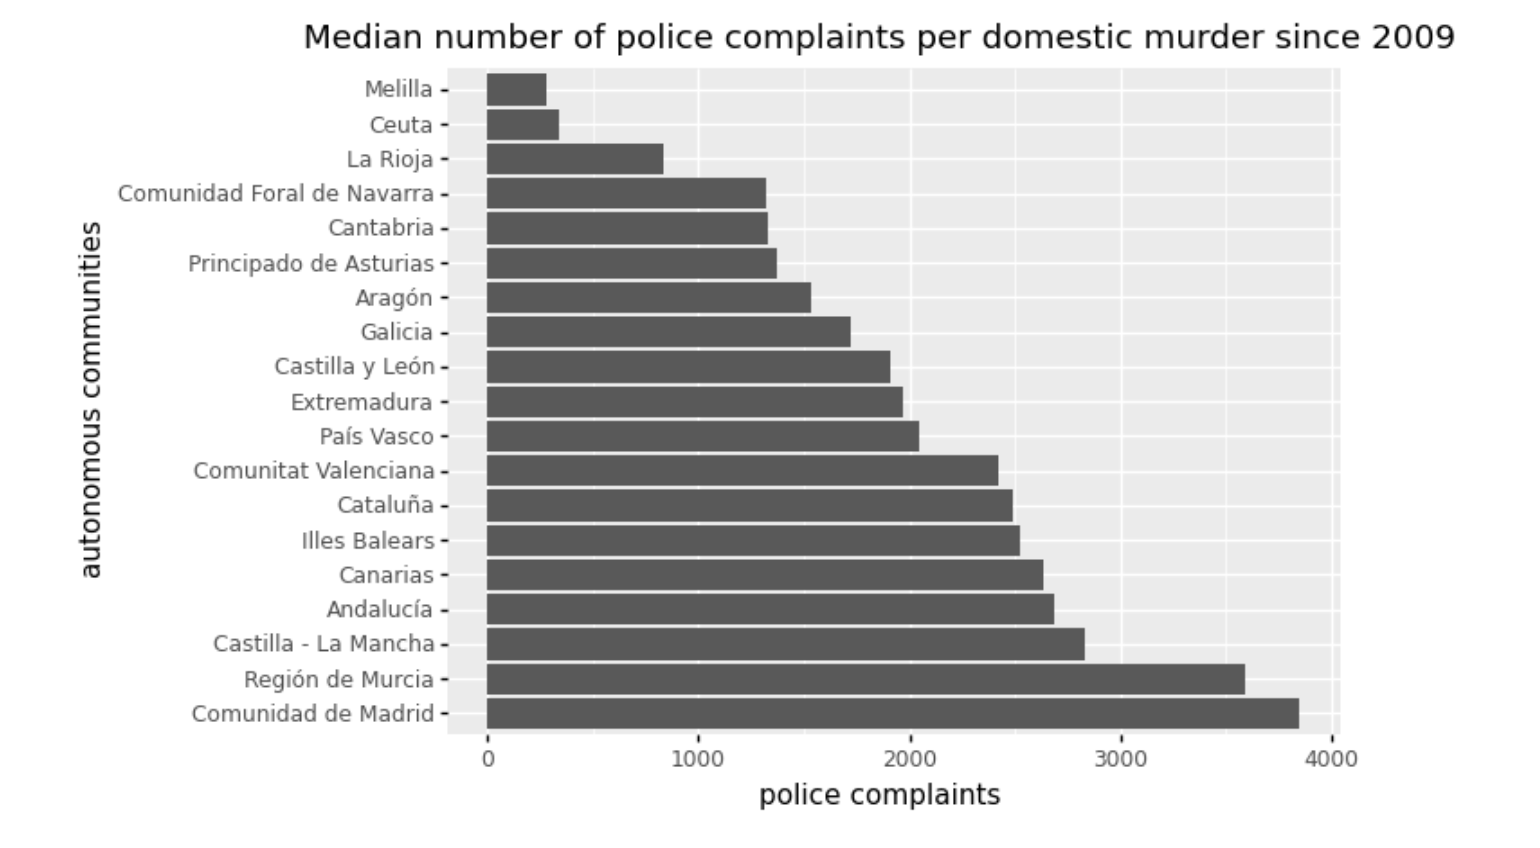 Median number of police complaints per domestic murder since 2009
autonomous communities
Melilla
Ceuta
La Rioja
Comunidad Foral de Navarra
Cantabria
Principado de Asturias
Aragón
Galicia
Castilla y León
Extremadura
País Vasco
Comunitat Valenciana
Cataluña
Illes Balears
Canarias
Andalucía
Castilla - La Mancha
Región de Murcia
Comunidad de Madrid
0 1000 2000 3000 4000
police complaints